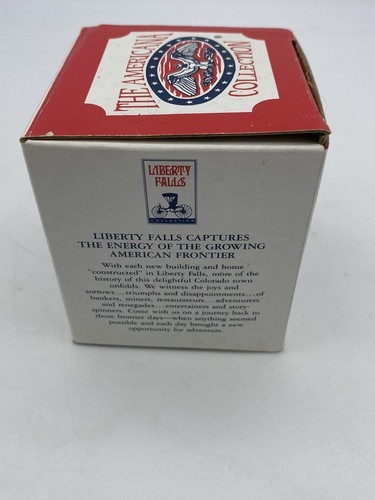 THE AMERICANA
COLLECTION
®
LIBERTY
FALLS
COLLECTION
LIBERTY FALLS CAPTURES
THE ENERGY OF THE GROWING
AMERICAN FRONTIER
With each new building and home
"constructed" in Liberty Falls, more of the
history of this delightful Colorado town
unfolds. We witness the joys and
sorrows...triumphs and disappointments...of
bankers, miners, restaurateurs...adventurers
and renegades...entertainers and story-
spinners. Come with us on a journey back to
those frontier days—when anything seemed
possible and each day brought a new
opportunity for adventure.